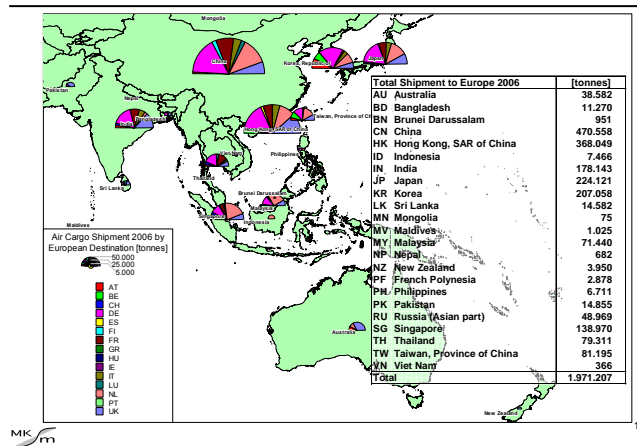 Mongolia
China
Korea, Republic of
Japan
Pakistan
Nepal
Bangladesh
India
Hong Kong, SAR of China
Taiwan, Province of Ch
Viet Nam
Thailand
Philippines
Sri Lanka
Maldives
Brunei Darussalam
Malaysia
Singapore
Indonesia
Australia
New Zealand
Total Shipment to Europe 2006 [tonnes]
AU Australia 38.582
BD Bangladesh 11.270
BN Brunei Darussalam 951
CN China 470.558
HK Hong Kong, SAR of China 368.049
ID Indonesia 7.466
IN India 178.143
JP Japan 224.121
KR Korea 207.058
LK Sri Lanka 14.582
MN Mongolia 75
MV Maldives 1.025
MY Malaysia 71.440
NP Nepal 682
NZ New Zealand 3.950
PF French Polynesia 2.878
PH Philippines 6.711
PK Pakistan 14.855
RU Russia (Asian part) 48.969
SG Singapore 138.970
TH Thailand 79.311
TW Taiwan, Province of China 81.195
VN Viet Nam 366
Total 1.971.207
Air Cargo Shipment 2006 by
European Destination [tonnes]
50.000
25.000
5.000
AT
BE
CH
DE
ES
FI
FR
GR
HU
IE
IT
LU
NL
PT
UK
MK
m
1